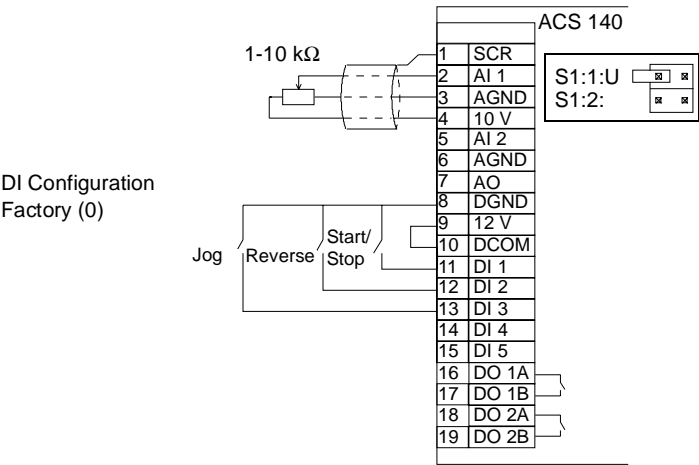 ACS 140
1-10 kΩ
1 SCR
2 AI 1
3 AGND
4 10 V
5 AI 2
6 AGND
7 AO
8 DGND
9 12 V
10 DCOM
11 DI 1
12 DI 2
13 DI 3
14 DI 4
15 DI 5
16 DO 1A
17 DO 1B
18 DO 2A
19 DO 2B
S1:1:U
S1:2:
DI Configuration
Factory (0)
Jog
Reverse
Start/
Stop